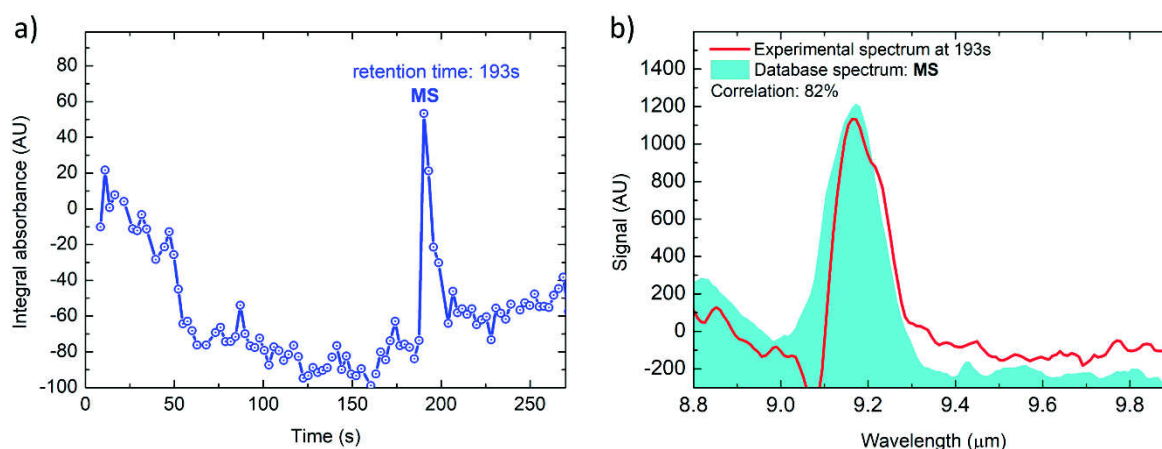 a)
retention time: 193s
MS
Integral absorbance (AU)
80
60
40
20
0
-20
-40
-60
-80
-100
0
50
100
150
200
250
Time (s)
b)
Experimental spectrum at 193s
Database spectrum: MS
Correlation: 82%
Signal (AU)
1400
1200
1000
800
600
400
200
0
-200
8.8
9.0
9.2
9.4
9.6
9.8
Wavelength (μm)